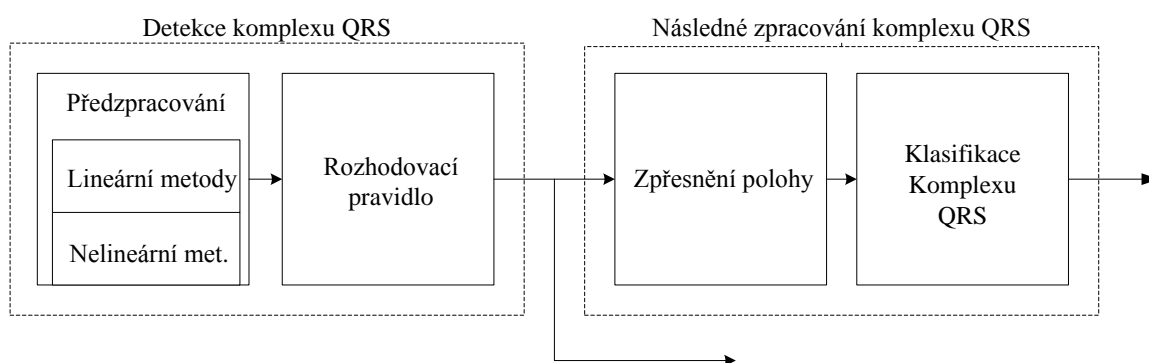 Detekce komplexu QRS
Předzpracování
Lineární metody
Nelineární met.
Rozhodovací
pravidlo
Následné zpracování komplexu QRS
Zpřesnění polohy
Klasifikace
Komplexu
QRS